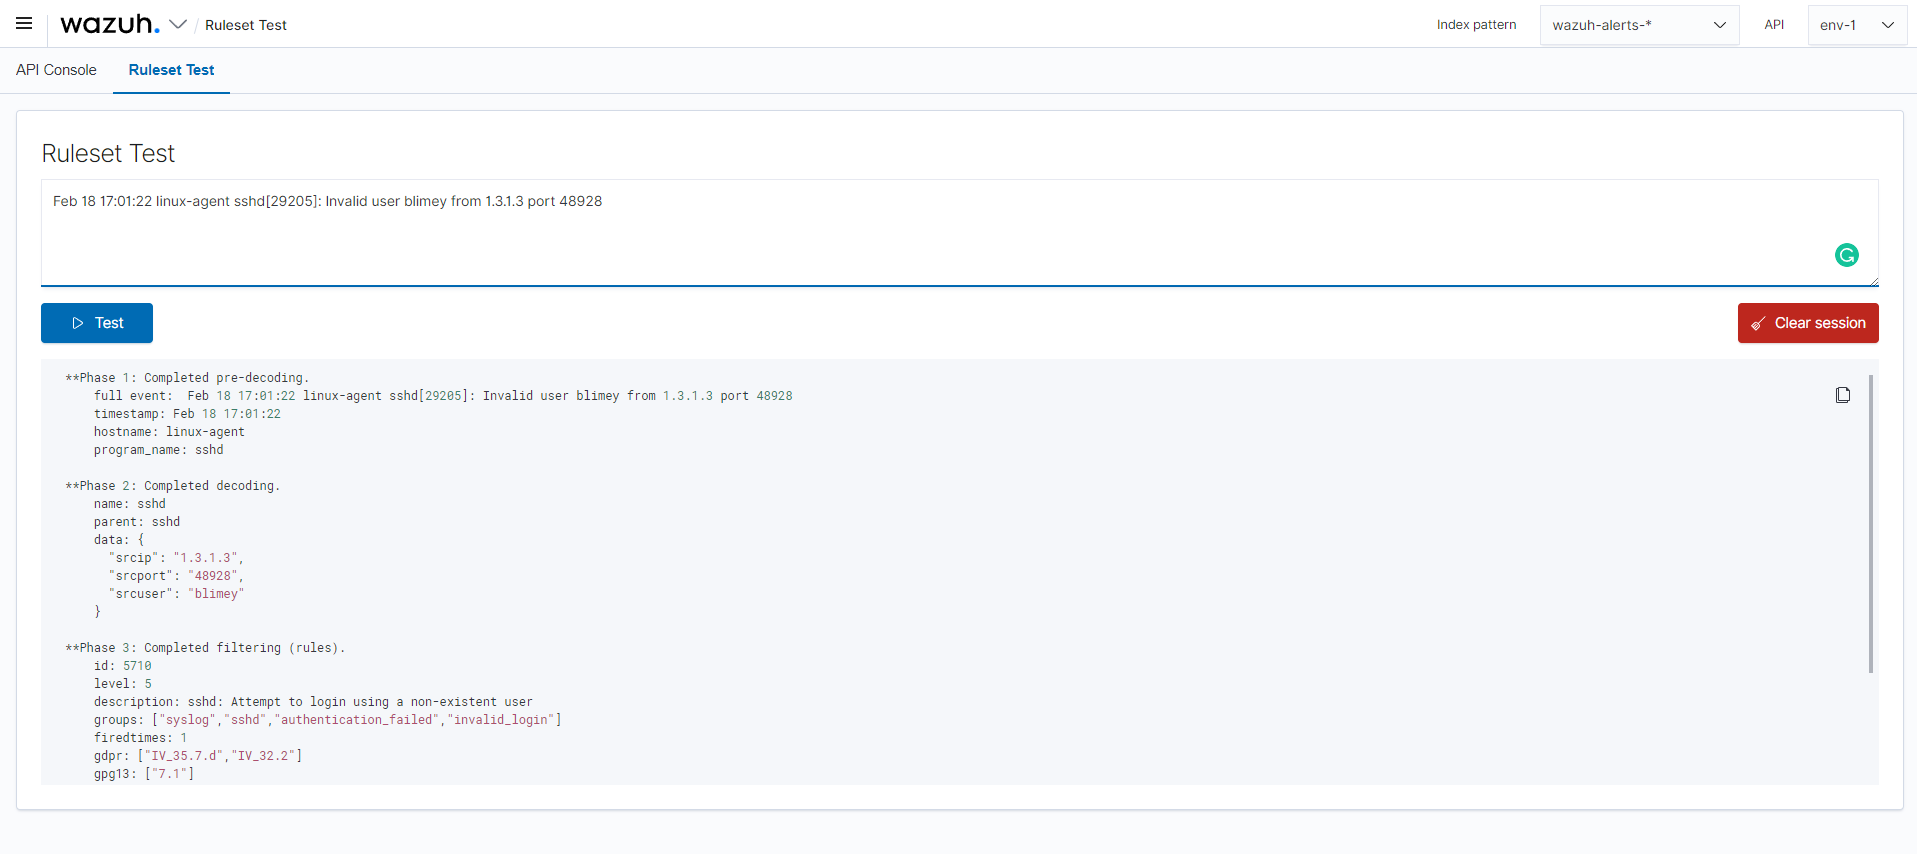 wazuh. / Ruleset Test Index pattern wazuh-alerts-* API env-1
API Console Ruleset Test
Ruleset Test
Feb 18 17:01:22 linux-agent sshd[29205]: Invalid user blimey from 1.3.1.3 port 48928
Test Clear session
**Phase 1: Completed pre-decoding.
    full event:  Feb 18 17:01:22 linux-agent sshd[29205]: Invalid user blimey from 1.3.1.3 port 48928
    timestamp: Feb 18 17:01:22
    hostname: linux-agent
    program_name: sshd
**Phase 2: Completed decoding.
    name: sshd
    parent: sshd
    data: {
      "srcip": "1.3.1.3",
      "srcport": "48928",
      "srcuser": "blimey"
    }
**Phase 3: Completed filtering (rules).
    id: 5710
    level: 5
    description: sshd: Attempt to login using a non-existent user
    groups: ["syslog","sshd","authentication_failed","invalid_login"]
    firedtimes: 1
    gdpr: ["IV_35.7.d","IV_32.2"]
    gpg13: ["7.1"]